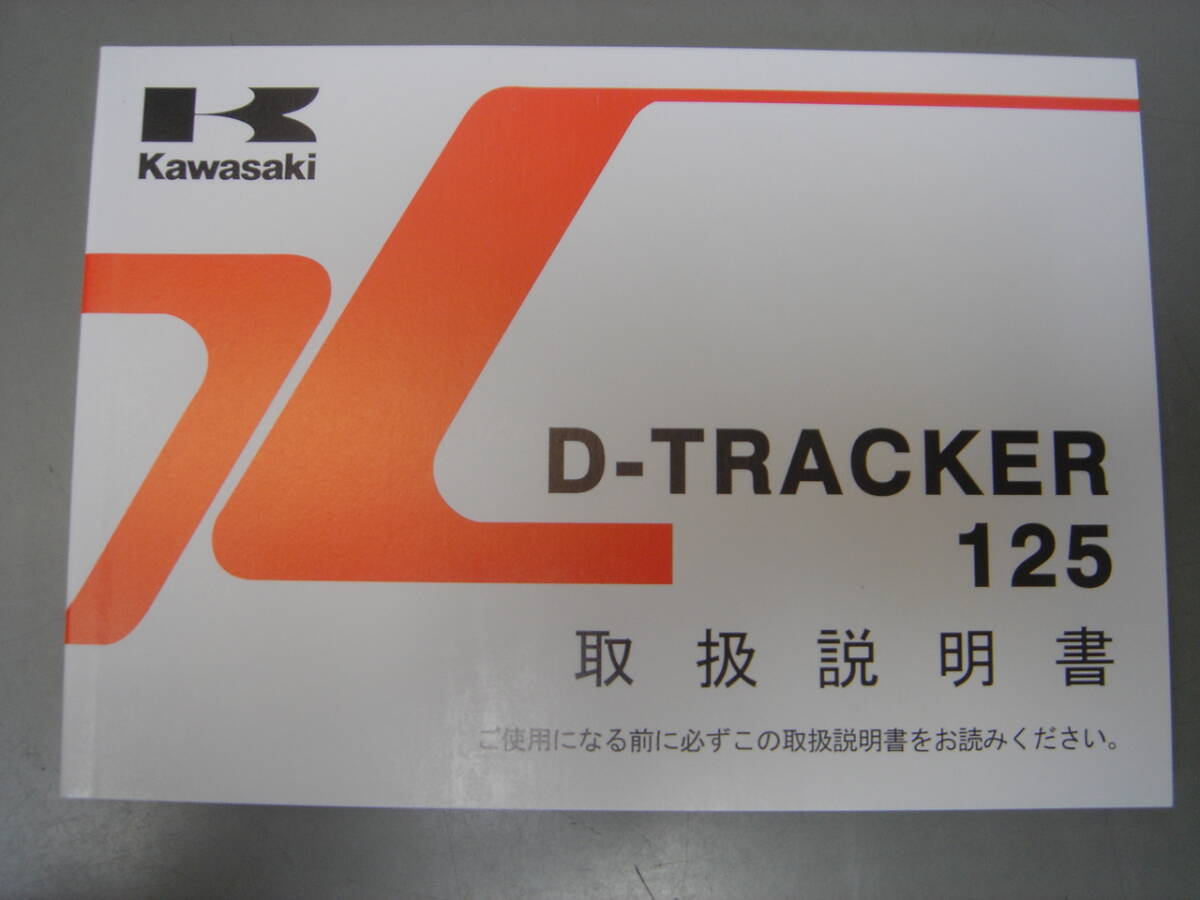 Kawasaki
D-TRACKER
125
取扱説明書
ご使用になる前に必ずこの取扱説明書をお読みください。